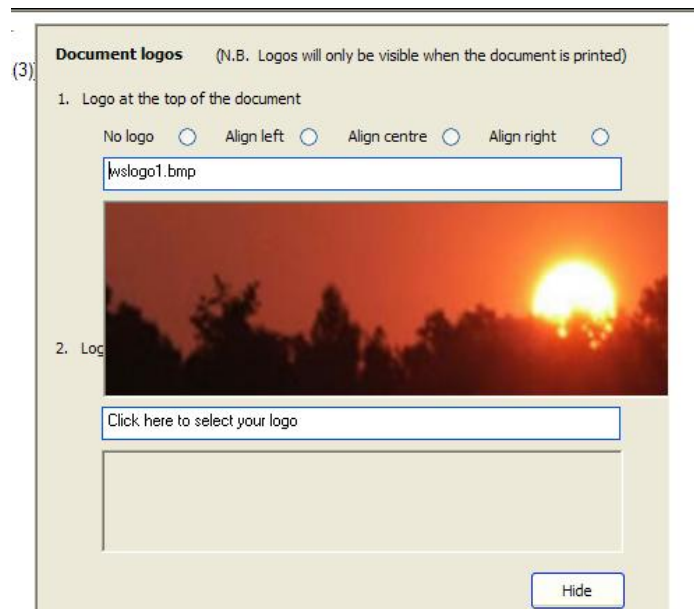 (3)
Document logos (N.B. Logos will only be visible when the document is printed)
1. Logo at the top of the document
No logo Align left Align centre Align right
wslogo1.bmp
2. Log
Click here to select your logo
Hide